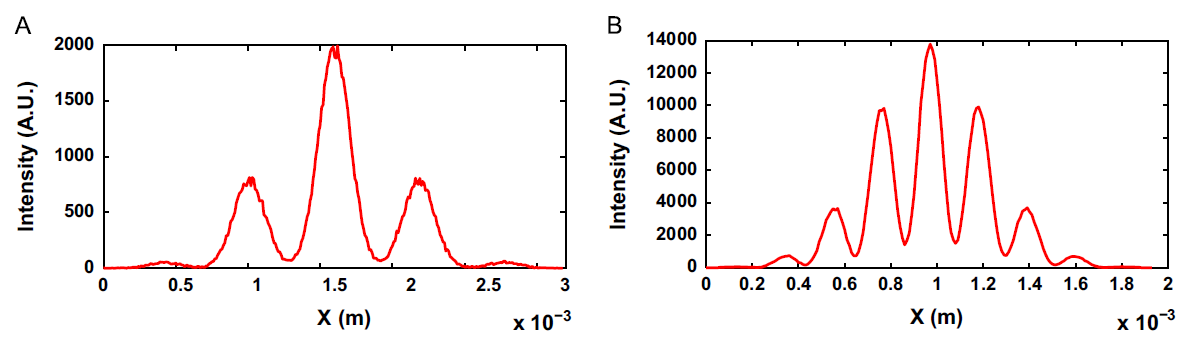 A
B
Intensity (A.U.)
2000
1500
1000
500
0
0 0.5 1 1.5 2 2.5 3
X (m)
x 10⁻³
Intensity (A.U.)
14000
12000
10000
8000
6000
4000
2000
0
0 0.2 0.4 0.6 0.8 1 1.2 1.4 1.6 1.8 2
X (m)
x 10⁻³